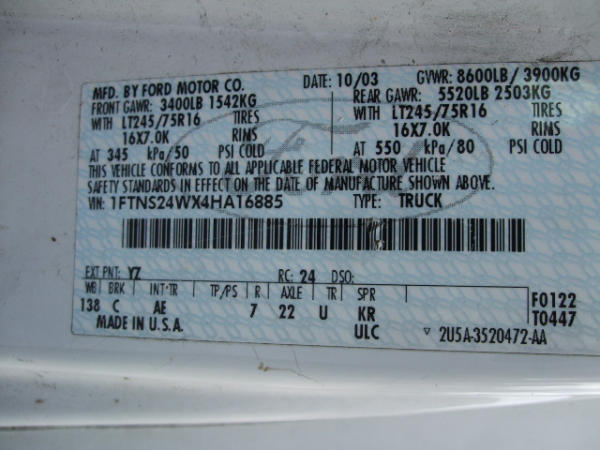 MFD. BY FORD MOTOR CO. DATE: 10/03 GVWR: 8600LB/ 3900KG
FRONT GAWR: 3400LB 1542KG REAR GAWR: 5520LB 2503KG
WITH LT245/75R16 TIRES WITH LT245/75R16 TIRES
16X7.0K RIMS 16X7.0K RIMS
AT 345 kPa/50 PSI COLD AT 550 kPa/80 PSI COLD
THIS VEHICLE CONFORMS TO ALL APPLICABLE FEDERAL MOTOR VEHICLE
SAFETY STANDARDS IN EFFECT ON THE DATE OF MANUFACTURE SHOWN ABOVE.
VIN: 1FTNS24WX4HA16885 TYPE: TRUCK
EXT PNT: YZ RC: 24 DSO:
WB BRK INT TR TP/PS R AXLE TR SPR
138 C AE 7 22 U KR F0122
MADE IN U.S.A. ULC T0447
▽ 2U5A-3520472-AA